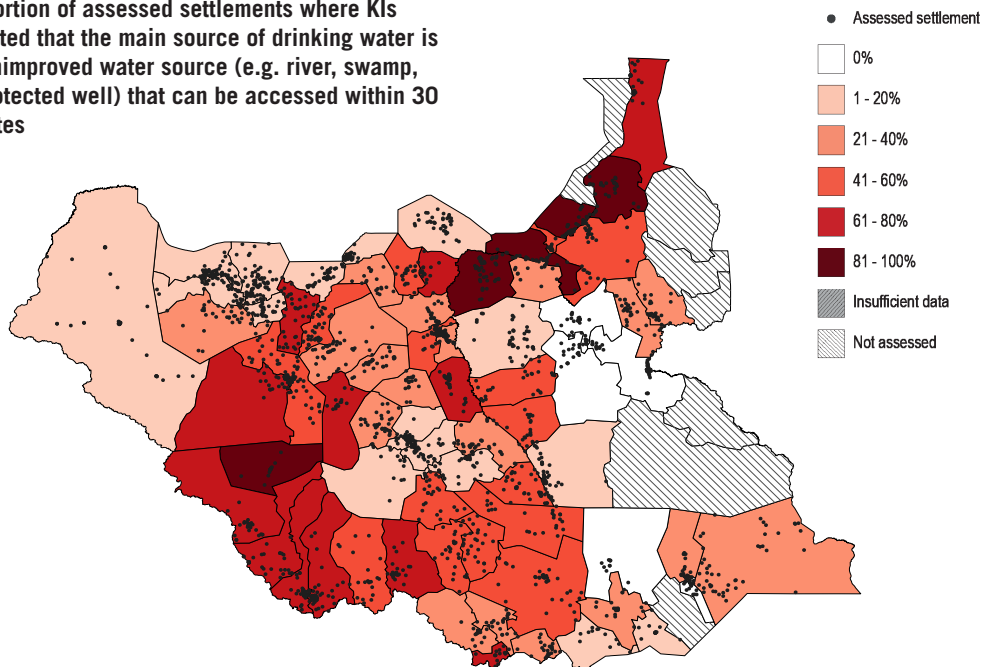 ortion of assessed settlements where KIs
ted that the main source of drinking water is
nimproved water source (e.g. river, swamp,
otected well) that can be accessed within 30
tes
Assessed settlement
0%
1 - 20%
21 - 40%
41 - 60%
61 - 80%
81 - 100%
Insufficient data
Not assessed